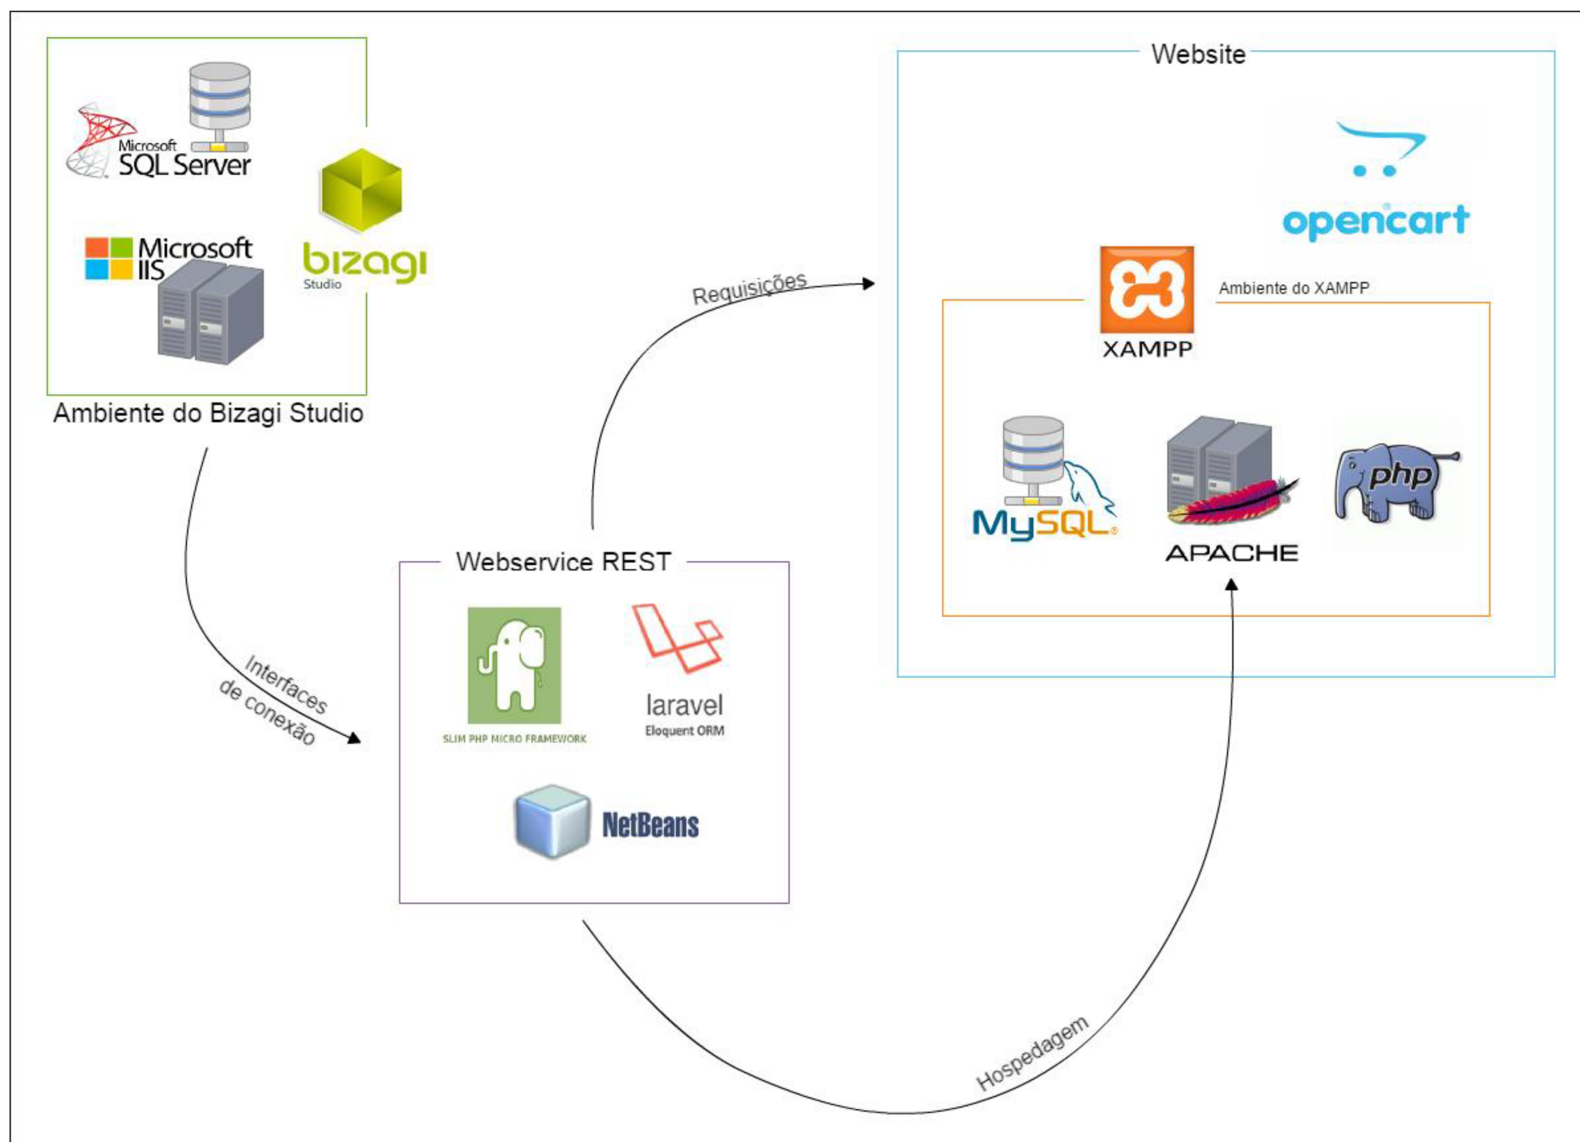 Microsoft
SQL Server
Microsoft
IIS
bizagi
Studio
Ambiente do Bizagi Studio
Interfaces
de conexão
Requisições
Webservice REST
SLIM PHP MICRO FRAMEWORK
laravel
Eloquent ORM
NetBeans
Hospedagem
Website
opencart
Ambiente do XAMPP
XAMPP
MySQL®
APACHE
php